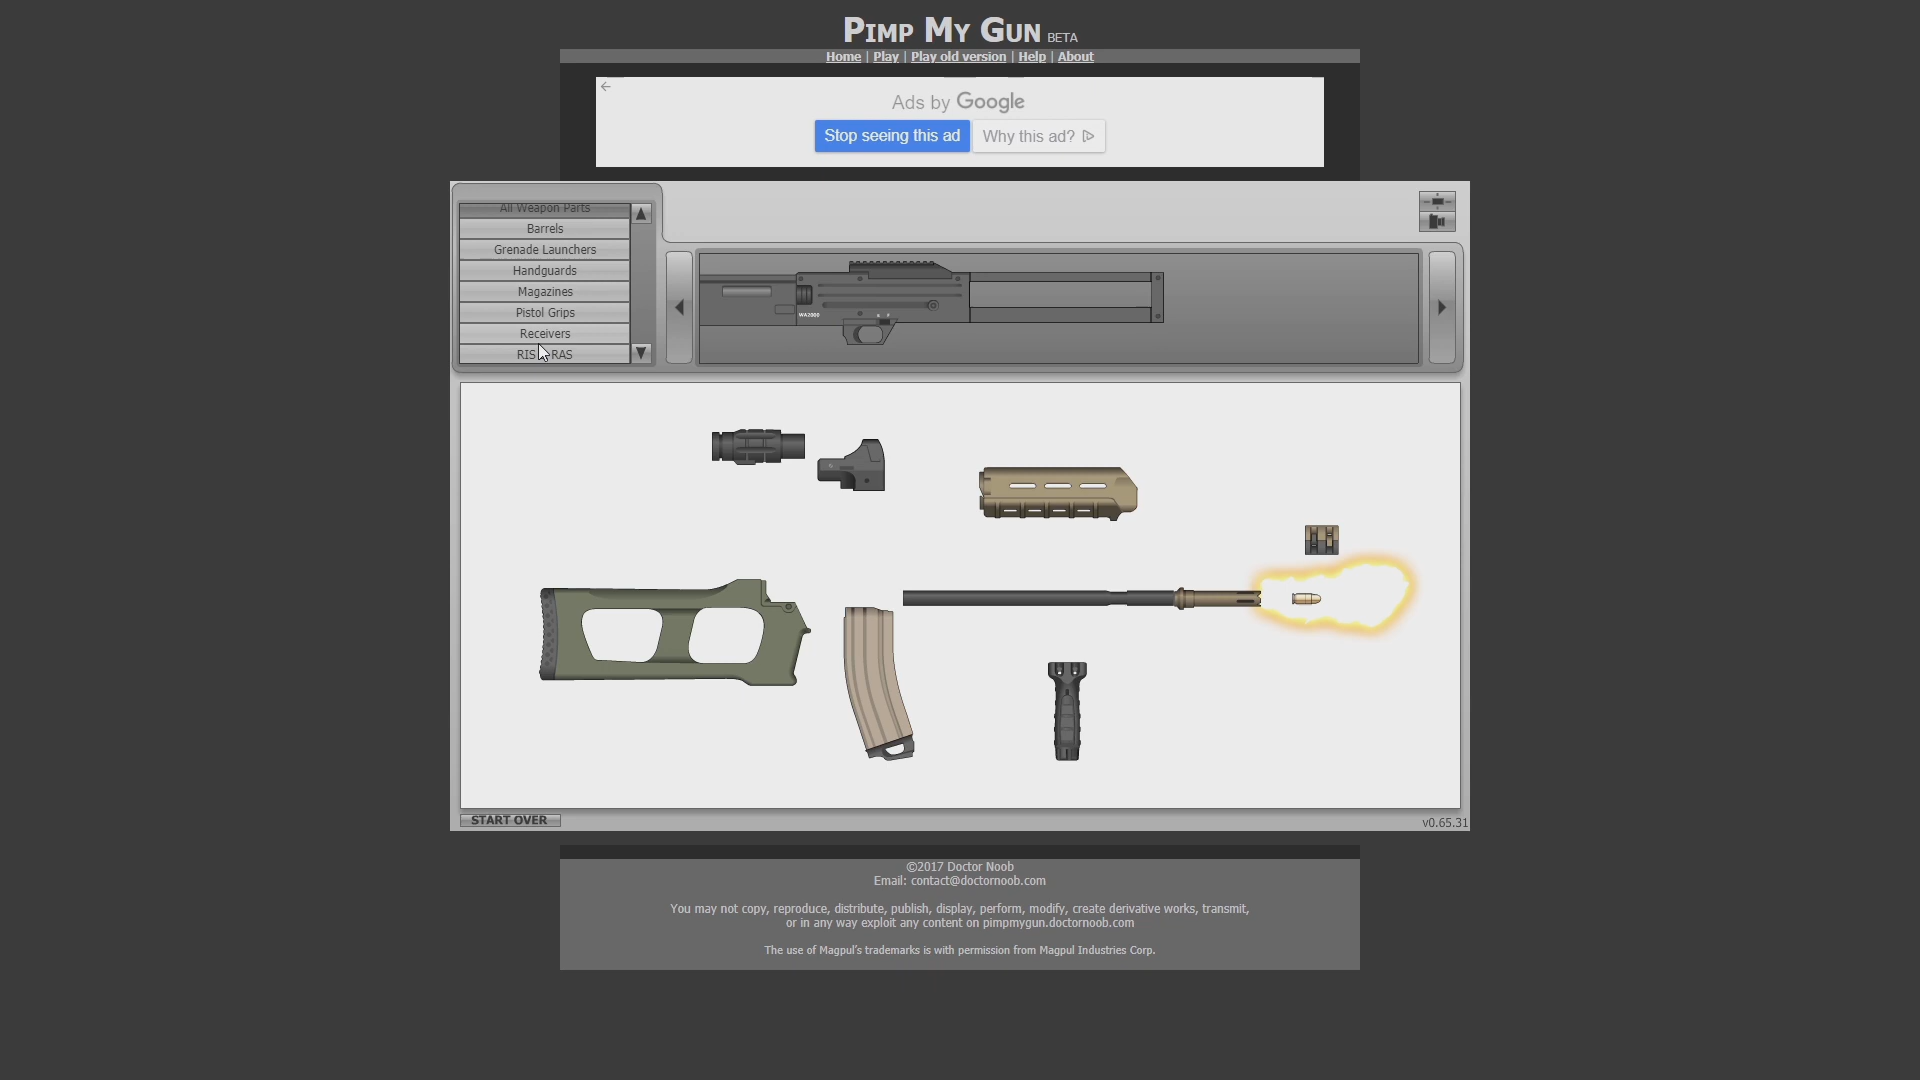 Pimp My Gun BETA
Home | Play | Play old version | Help | About
Ads by Google
Stop seeing this ad
Why this ad?
All Weapon Parts
Barrels
Grenade Launchers
Handguards
Magazines
Pistol Grips
Receivers
RIS RAS
WA2000
S F
START OVER
v0.65.31
©2017 Doctor Noob
Email: contact@doctornoob.com
You may not copy, reproduce, distribute, publish, display, perform, modify, create derivative works, transmit,
or in any way exploit any content on pimpmygun.doctornoob.com
The use of Magpul's trademarks is with permission from Magpul Industries Corp.